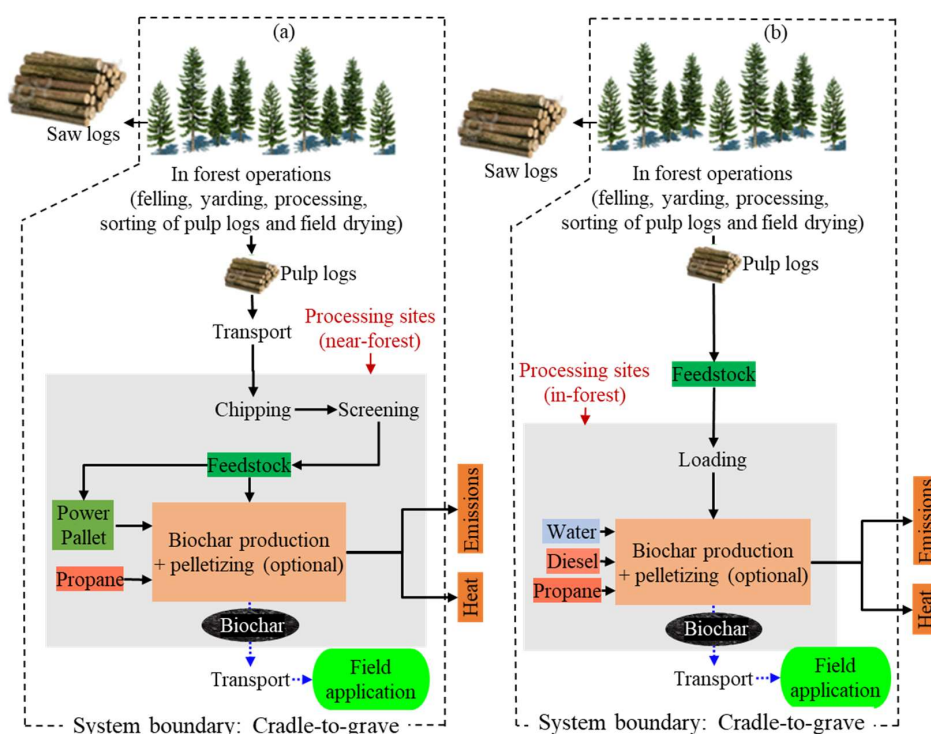 (a)
Saw logs
In forest operations
(felling, yarding, processing,
sorting of pulp logs and field drying)
Pulp logs
Transport
Processing sites
(near-forest)
Chipping
Screening
Feedstock
Power
Pallet
Propane
Biochar production
+ pelletizing (optional)
Emissions
Heat
Biochar
Transport
Field
application
System boundary: Cradle-to-grave
(b)
Saw logs
In forest operations
(felling, yarding, processing,
sorting of pulp logs and field drying)
Pulp logs
Feedstock
Processing sites
(in-forest)
Loading
Water
Diesel
Propane
Biochar production
+ pelletizing (optional)
Emissions
Heat
Biochar
Transport
Field
application
System boundary: Cradle-to-grave